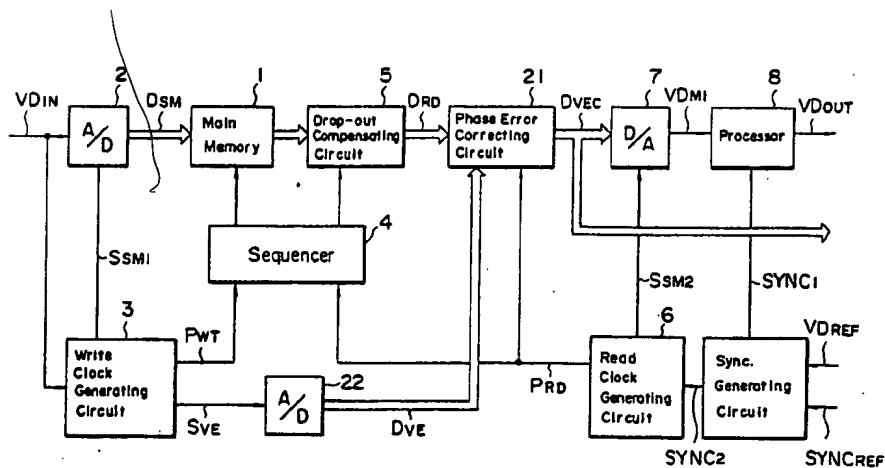 2
1
5
21
7
8
VDIN
DSM
DRD
DVEC
VDMI
VDOUT
A/D
Main
Memory
Drop-out
Compensating
Circuit
Phase Error
Correcting
Circuit
D/A
Processor
4
Sequencer
SSM1
SSM2
SYNC1
3
PWT
6
VDREF
Write
Clock
Generating
Circuit
22
A/D
PRD
Read
Clock
Generating
Circuit
Sync.
Generating
Circuit
SVE
DVE
SYNC2
SYNCREF